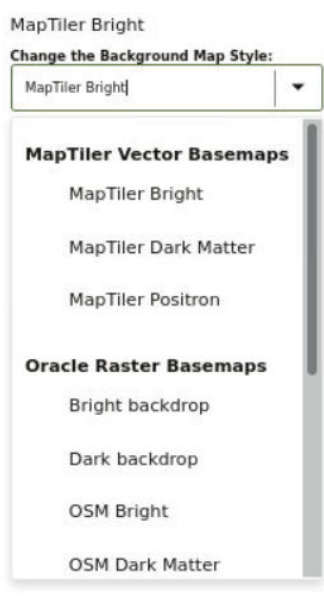 MapTiler Bright
Change the Background Map Style:
MapTiler Bright
MapTiler Vector Basemaps
MapTiler Bright
MapTiler Dark Matter
MapTiler Positron
Oracle Raster Basemaps
Bright backdrop
Dark backdrop
OSM Bright
OSM Dark Matter